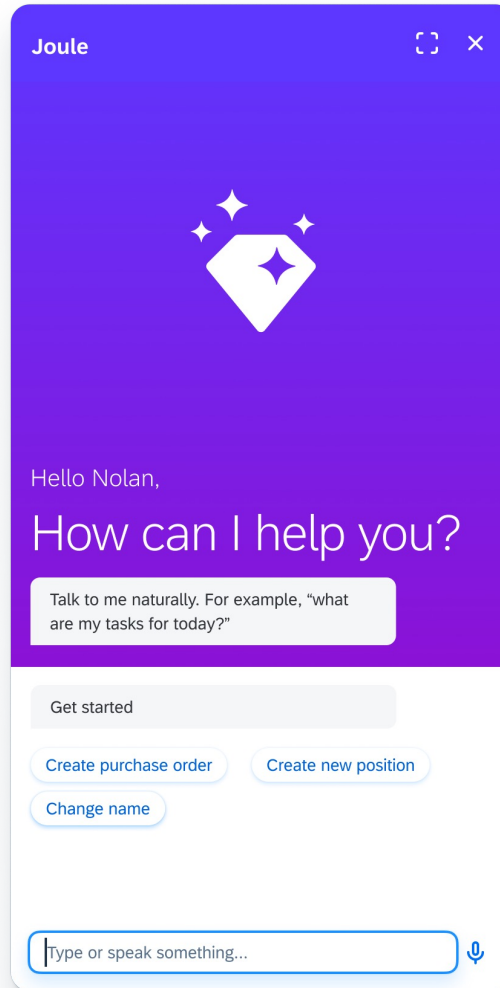 Joule
Hello Nolan,
How can I help you?
Talk to me naturally. For example, “what
are my tasks for today?”
Get started
Create purchase order
Create new position
Change name
Type or speak something...